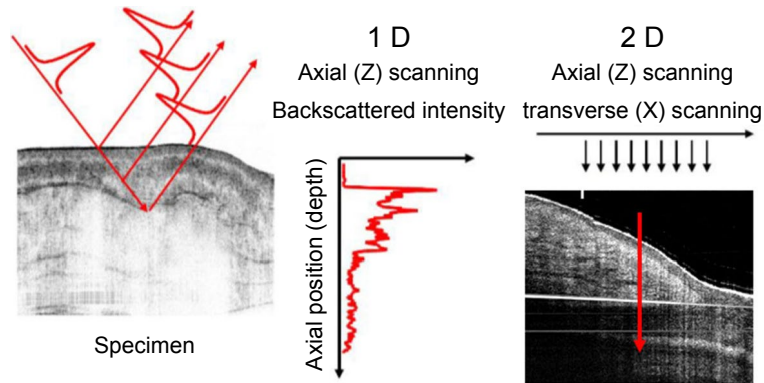 1 D
Axial (Z) scanning
Backscattered intensity
Axial position (depth)
2 D
Axial (Z) scanning
transverse (X) scanning
Specimen